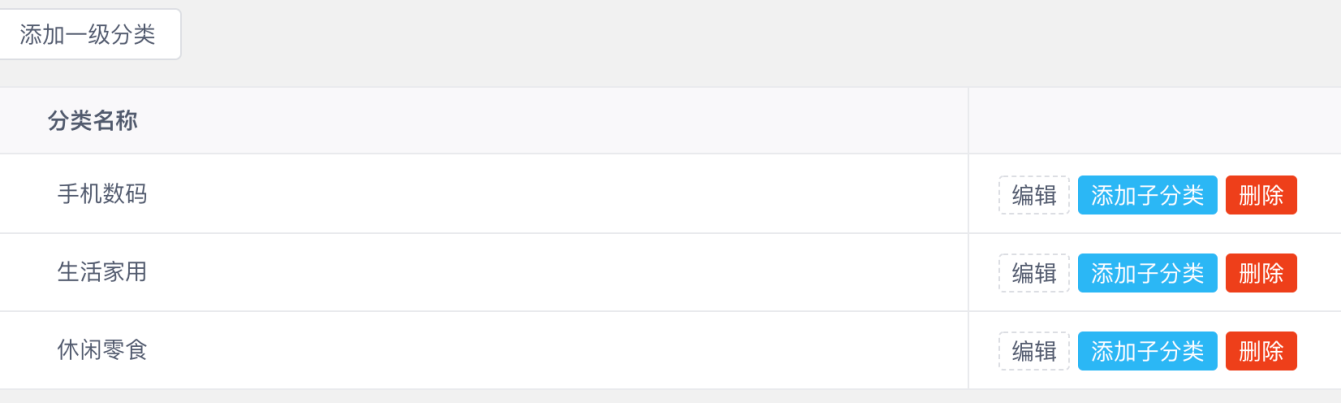 添加一级分类
分类名称
手机数码 编辑 添加子分类 删除
生活家用 编辑 添加子分类 删除
休闲零食 编辑 添加子分类 删除